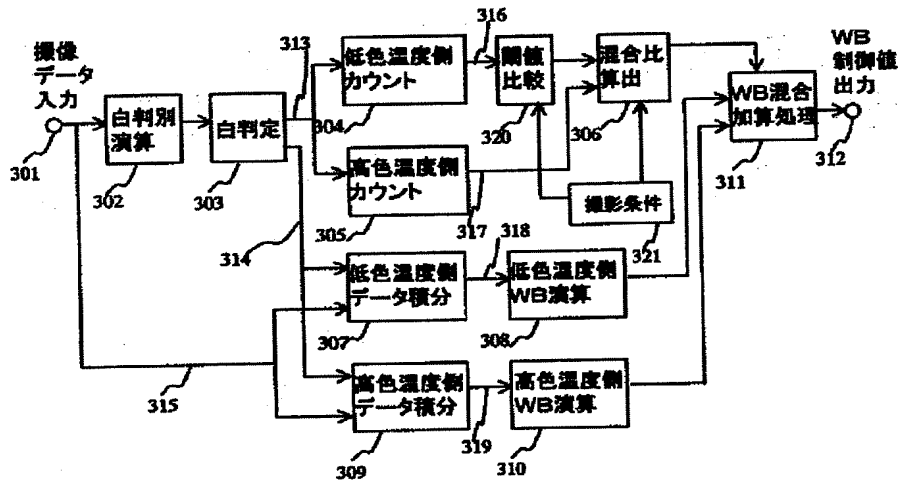 撮像
データ
入力
301
白判別
演算
302
白判定
303
313
314
315
低色温度側
カウント
304
316
閾値
比較
320
混合比
算出
306
WB混合
加算処理
311
WB
制御値
出力
312
高色温度側
カウント
305
317
撮影条件
321
低色温度側
データ積分
307
318
低色温度側
WB演算
308
高色温度側
データ積分
309
319
高色温度側
WB演算
310